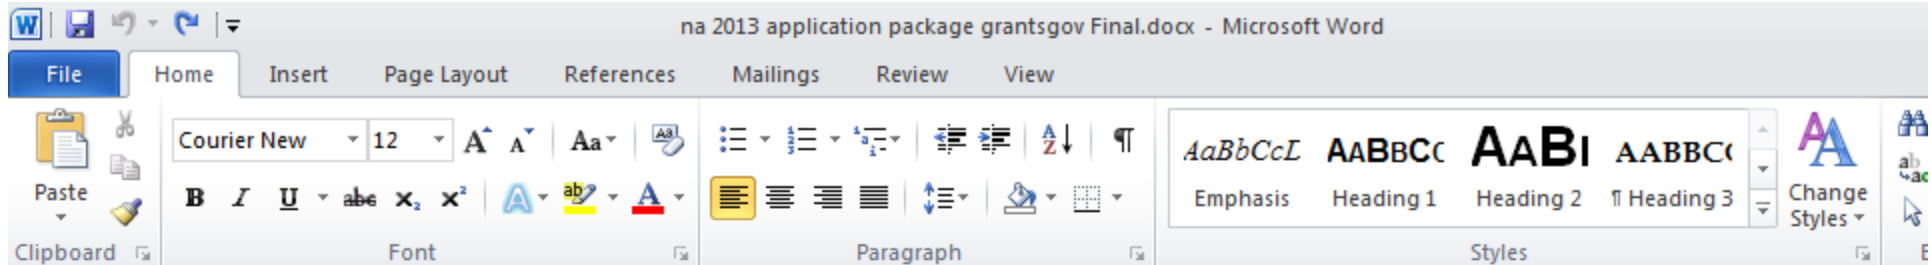 na 2013 application package grantsgov Final.docx - Microsoft Word
File Home Insert Page Layout References Mailings Review View
Courier New 12 Aa
AaBbCcL AABBCC AABI AABBC
Paste
B I U abc x₂ x² A ab A
Emphasis Heading 1 Heading 2 ¶ Heading 3 Change Styles
Clipboard Font Paragraph Styles